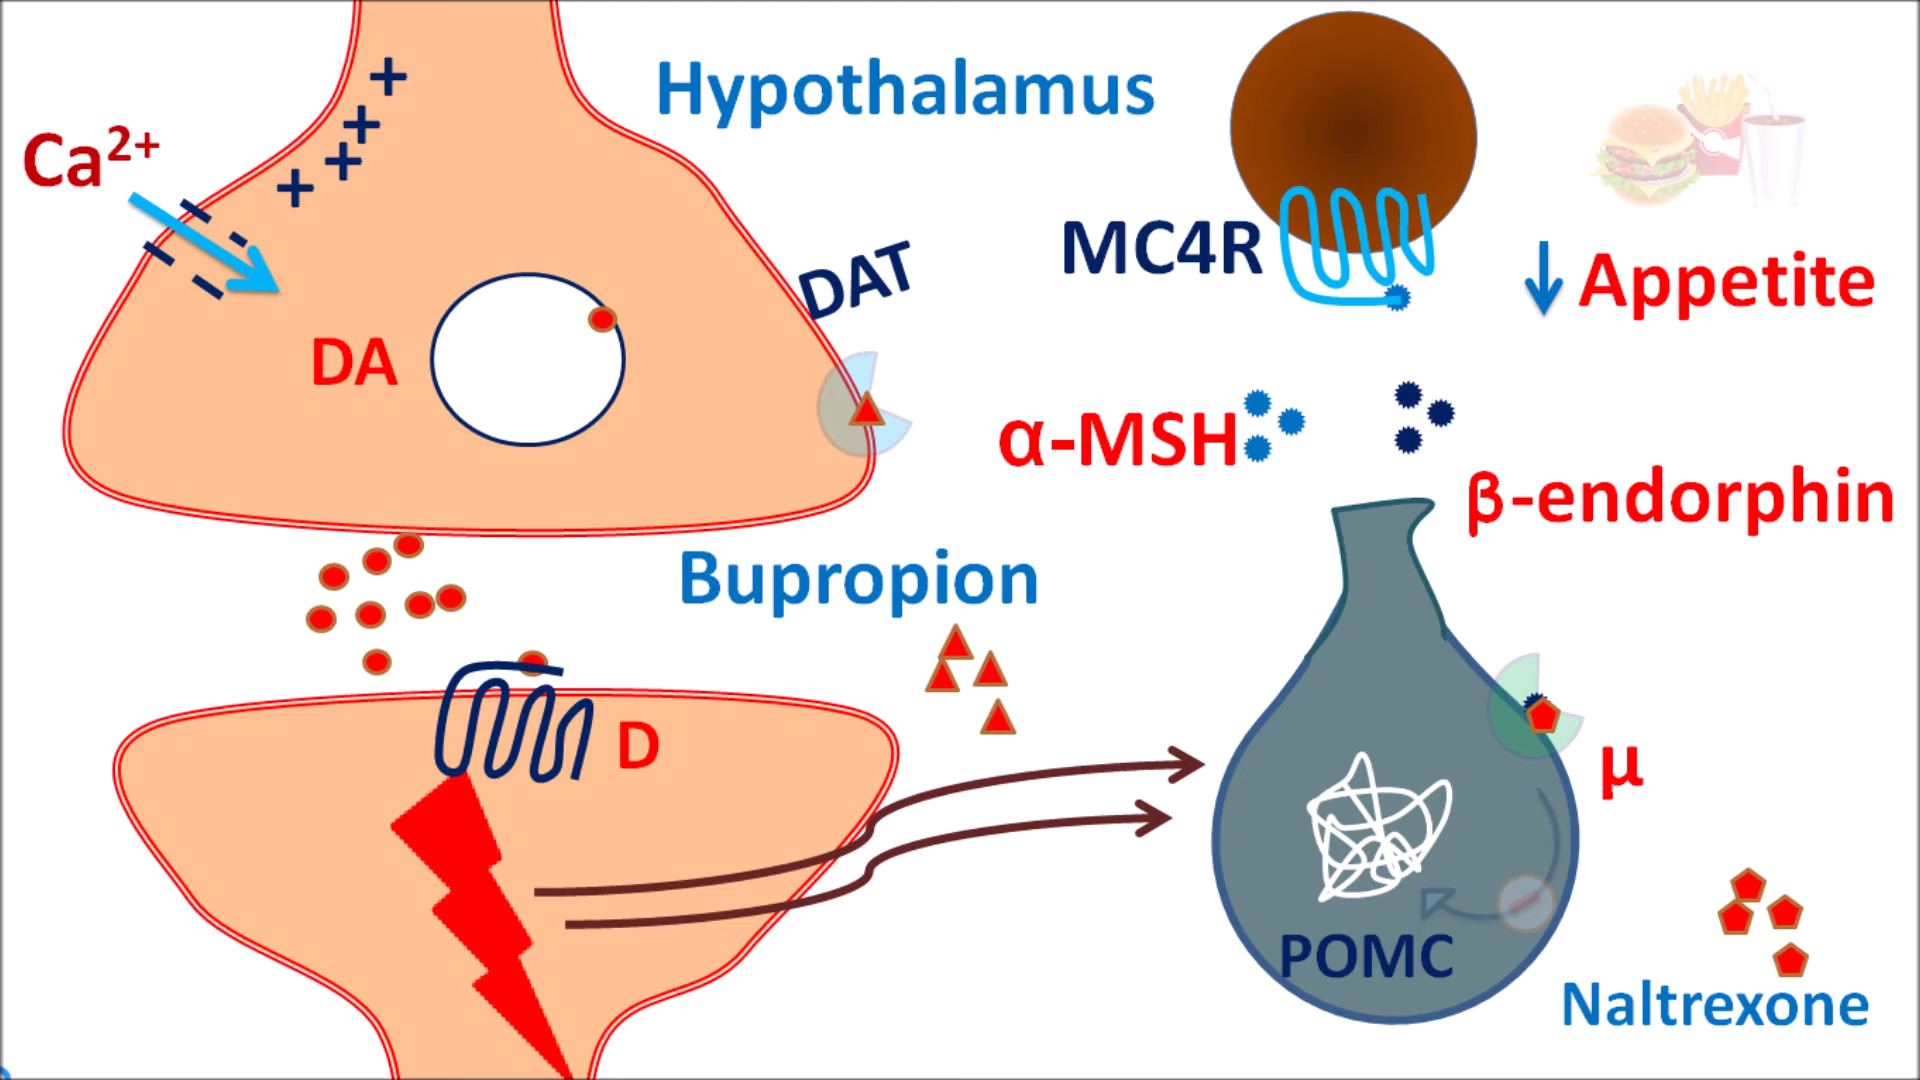 Hypothalamus
Ca²⁺
MC4R
DAT
↓ Appetite
DA
α-MSH
β-endorphin
Bupropion
D
μ
POMC
Naltrexone